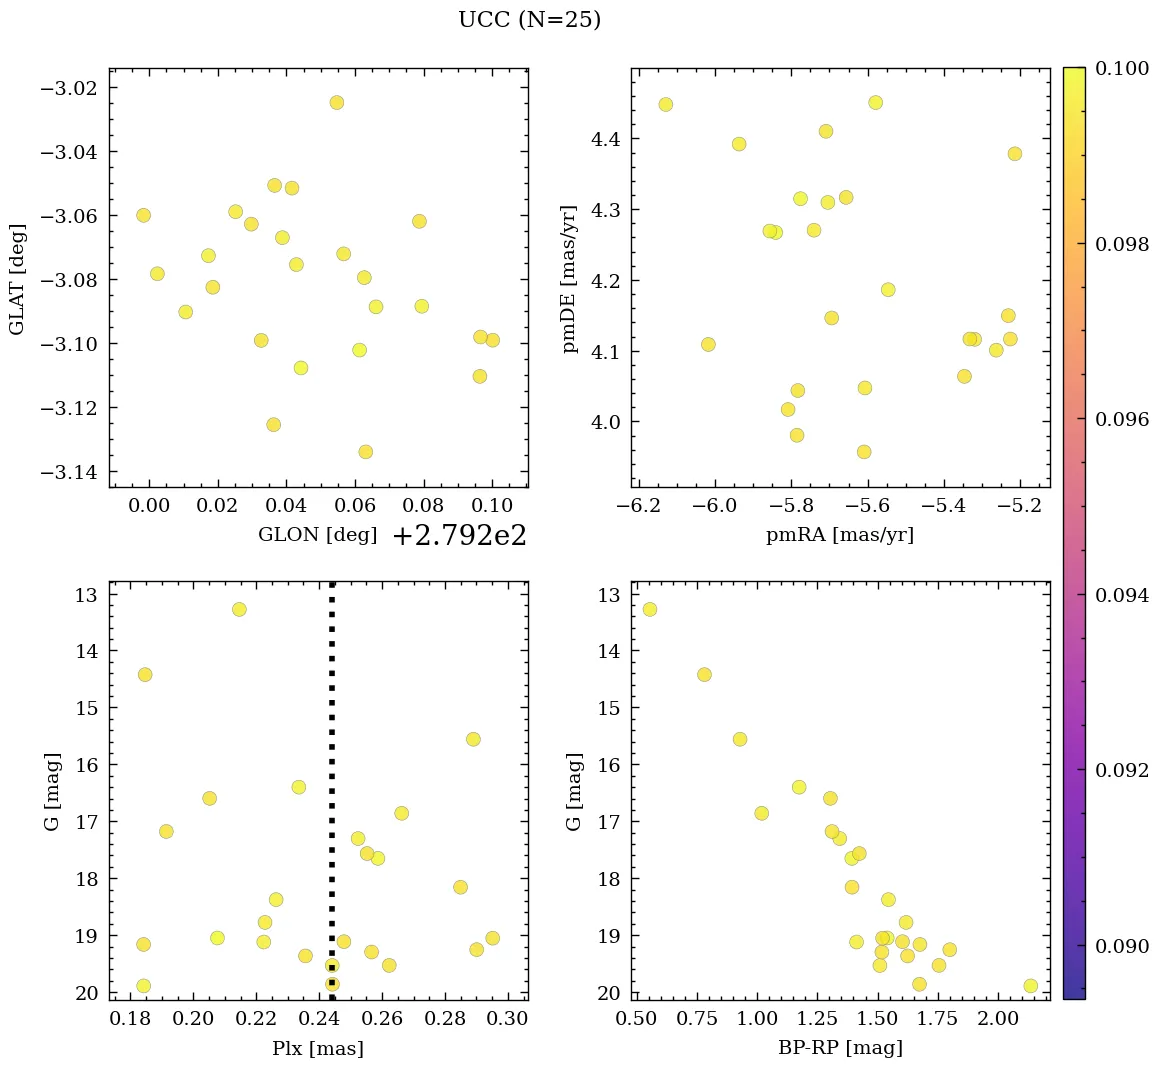 UCC (N=25)
−3.02
−3.04
−3.06
−3.08
−3.10
−3.12
−3.14
GLAT [deg]
0.00 0.02 0.04 0.06 0.08 0.10
GLON [deg] +2.792e2
4.4
4.3
4.2
4.1
4.0
pmDE [mas/yr]
−6.2 −6.0 −5.8 −5.6 −5.4 −5.2
pmRA [mas/yr]
13
14
15
16
17
18
19
20
G [mag]
0.18 0.20 0.22 0.24 0.26 0.28 0.30
Plx [mas]
13
14
15
16
17
18
19
20
G [mag]
0.50 0.75 1.00 1.25 1.50 1.75 2.00
BP-RP [mag]
0.100
0.098
0.096
0.094
0.092
0.090